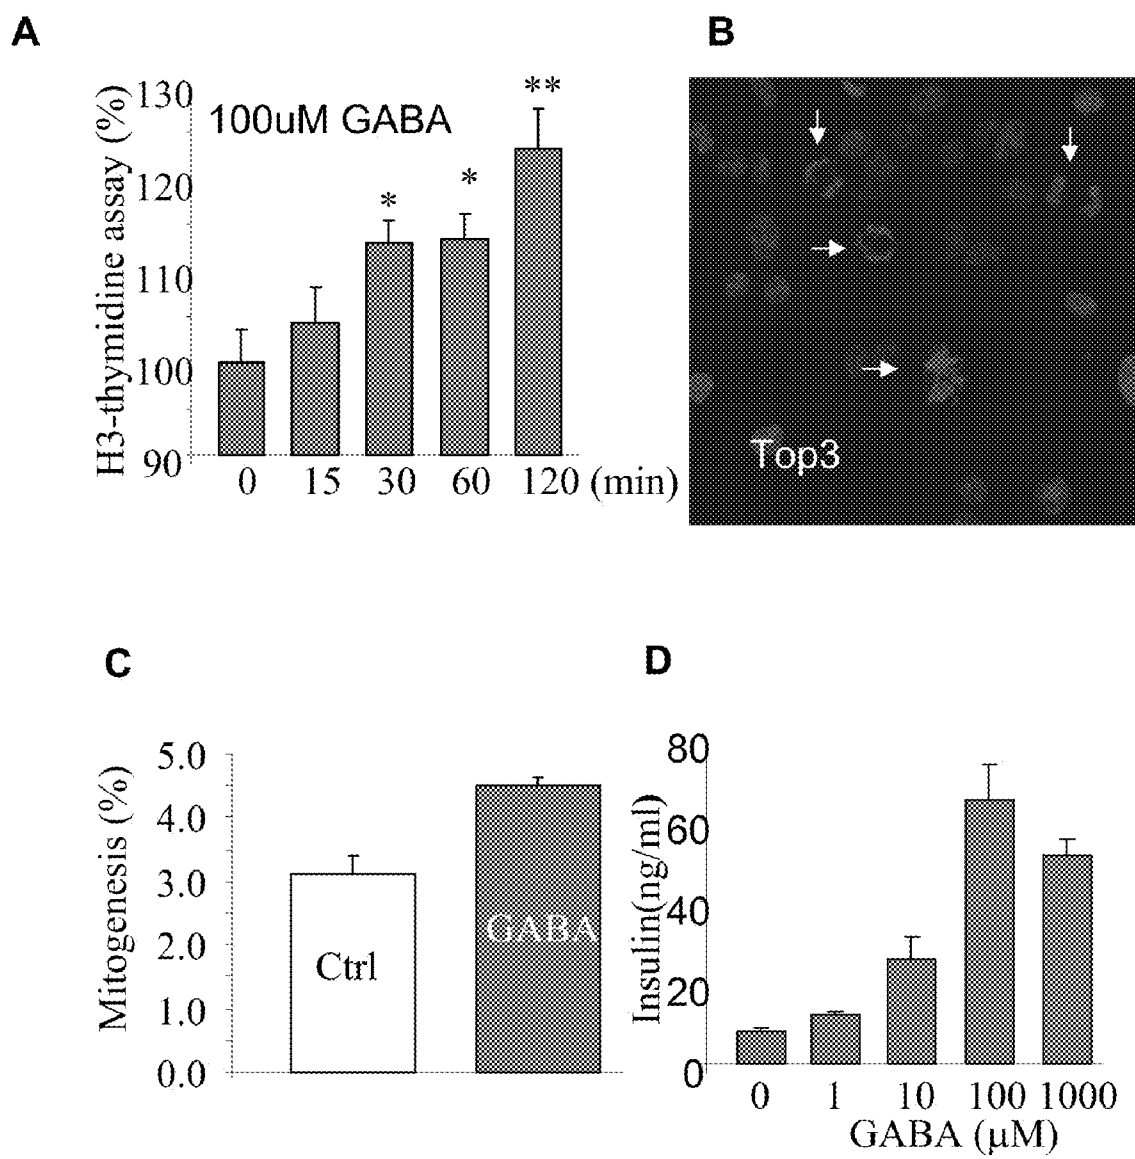 A
H3-thymidine assay (%)
130
120
110
100
90
100uM GABA
*
*
**
0 15 30 60 120 (min)
B
Top3
C
Mitogenesis (%)
5.0
4.0
3.0
2.0
1.0
0.0
Ctrl
GABA
D
Insulin(ng/ml)
80
60
40
20
0
0 1 10 100 1000
GABA (μM)